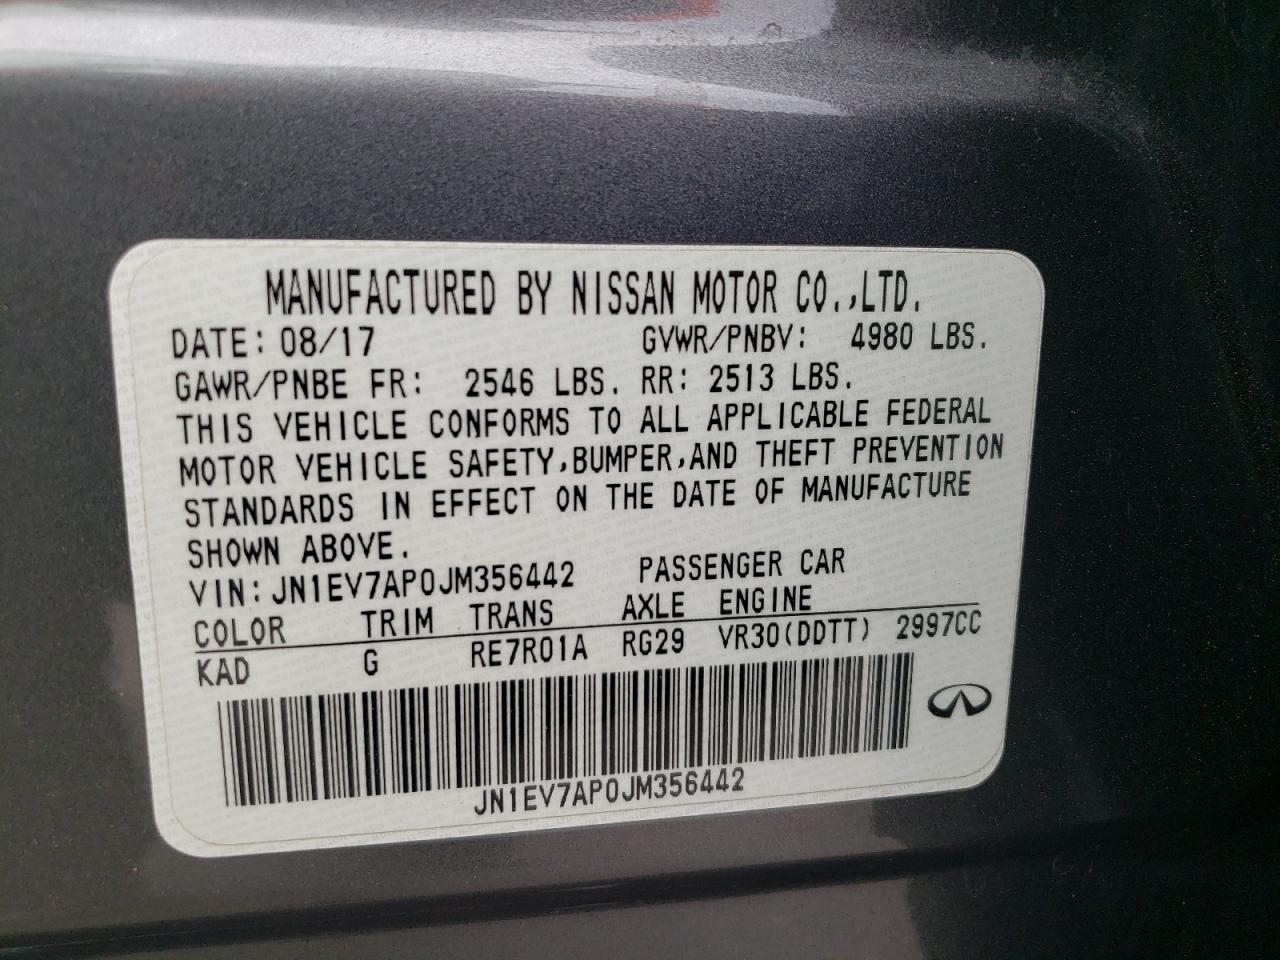 MANUFACTURED BY NISSAN MOTOR CO.,LTD.
DATE: 08/17 GVWR/PNBV: 4980 LBS.
GAWR/PNBE FR: 2546 LBS. RR: 2513 LBS.
THIS VEHICLE CONFORMS TO ALL APPLICABLE FEDERAL
MOTOR VEHICLE SAFETY,BUMPER,AND THEFT PREVENTION
STANDARDS IN EFFECT ON THE DATE OF MANUFACTURE
SHOWN ABOVE.
VIN:JN1EV7AP0JM356442 PASSENGER CAR
COLOR TRIM TRANS AXLE ENGINE
KAD G RE7R01A RG29 VR30(DDTT) 2997CC
JN1EV7AP0JM356442